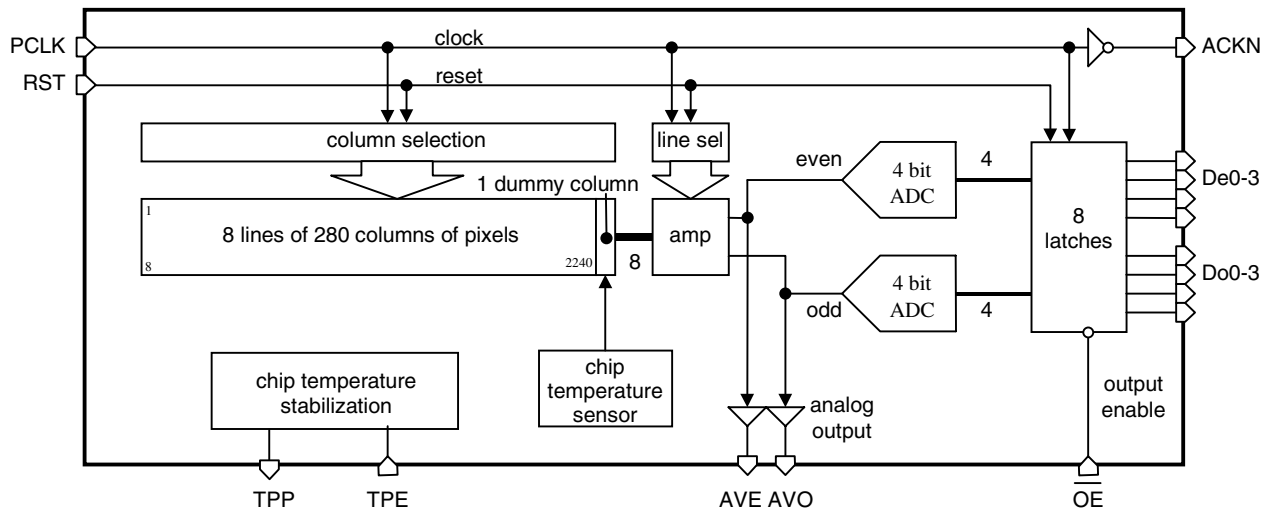 PCLK
clock
ACKN
RST
reset
column selection
line sel
even
4 bit
ADC
4
De0-3
1 dummy column
1
8 lines of 280 columns of pixels
8
2240
8
amp
8
latches
4 bit
ADC
odd
4
Do0-3
chip temperature
stabilization
chip
temperature
sensor
analog
output
output
enable
TPP
TPE
AVE
AVO
OE